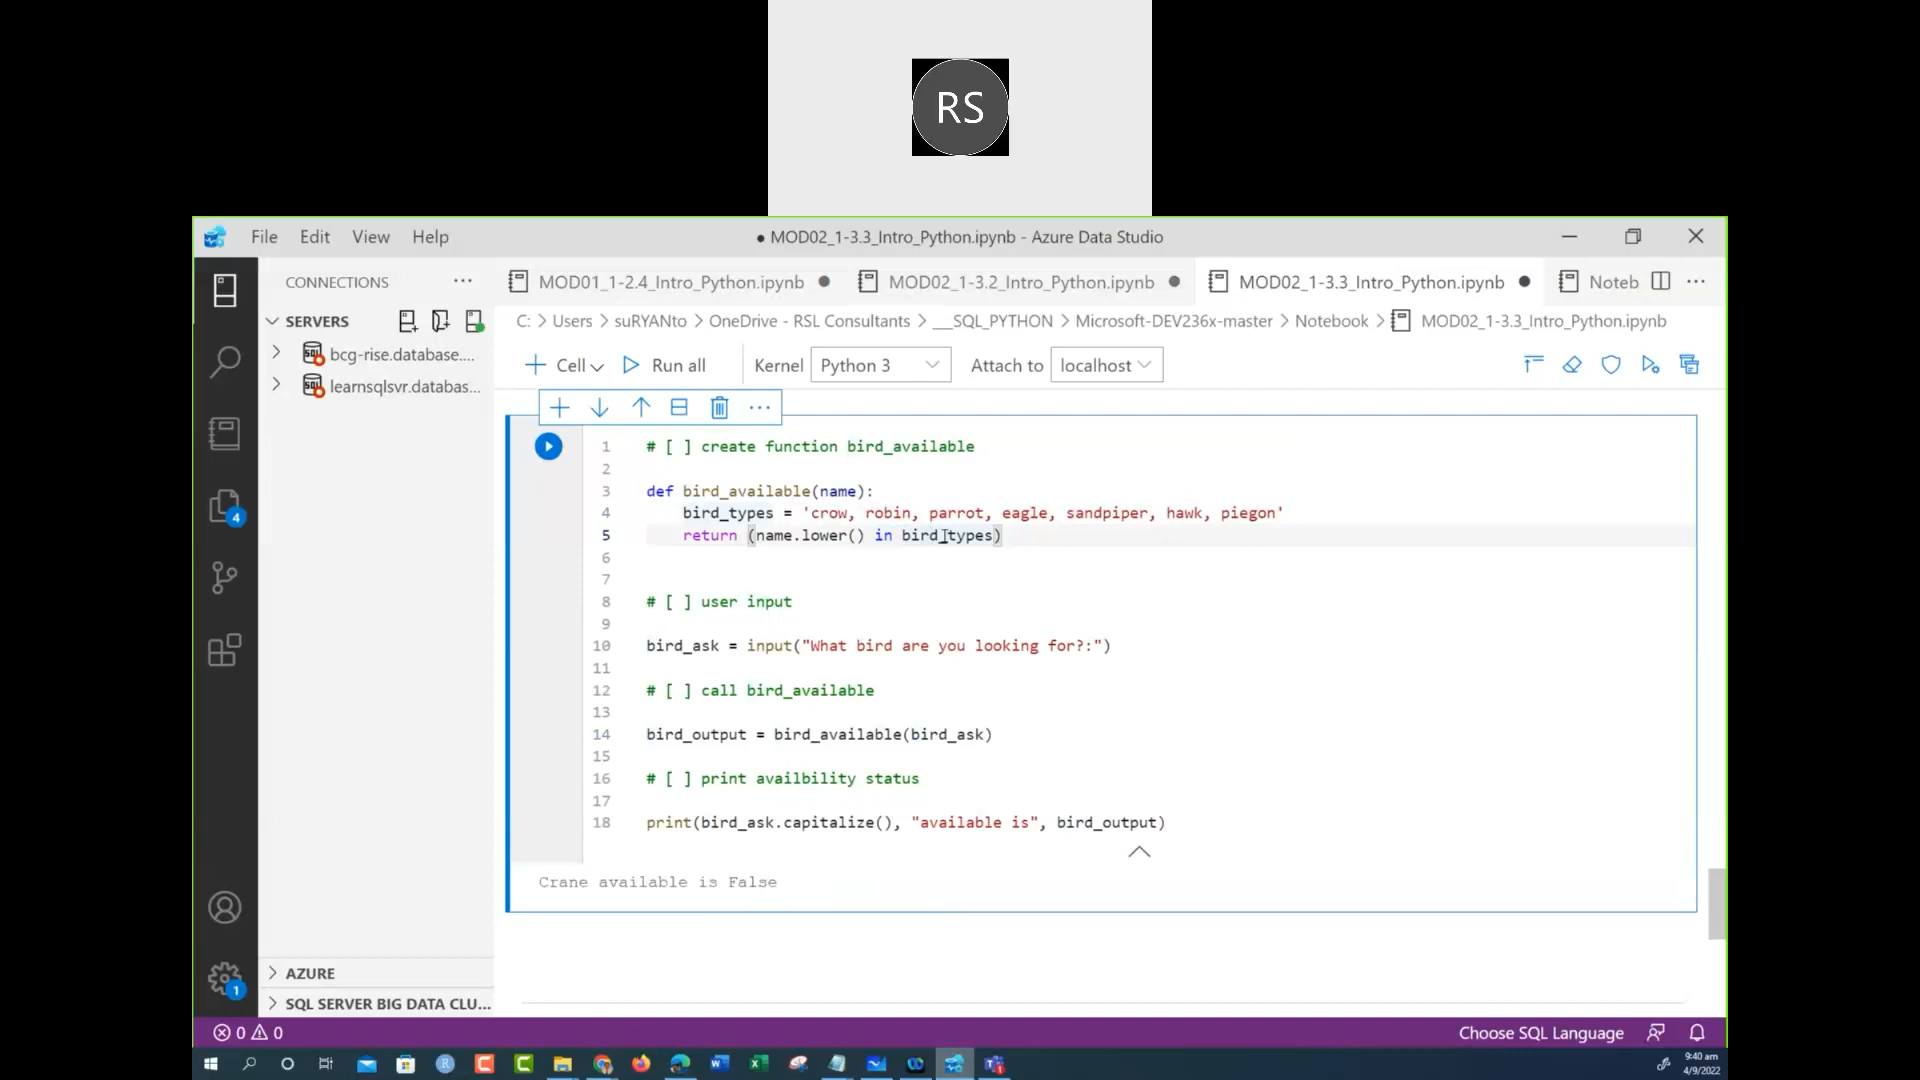 RS
File Edit View Help
● MOD02_1-3.3_Intro_Python.ipynb - Azure Data Studio
CONNECTIONS
MOD01_1-2.4_Intro_Python.ipynb
MOD02_1-3.2_Intro_Python.ipynb
MOD02_1-3.3_Intro_Python.ipynb
Noteb
SERVERS
C: > Users > suRYANto > OneDrive - RSL Consultants > __SQL_PYTHON > Microsoft-DEV236x-master > Notebook > MOD02_1-3.3_Intro_Python.ipynb
bcg-rise.database....
learnsqlsvr.databas...
Cell Run all Kernel Python 3 Attach to localhost
1 # [ ] create function bird_available
2
3 def bird_available(name):
4 bird_types = 'crow, robin, parrot, eagle, sandpiper, hawk, piegon'
5 return (name.lower() in bird_types)
6
7
8 # [ ] user input
9
10 bird_ask = input("What bird are you looking for?:")
11
12 # [ ] call bird_available
13
14 bird_output = bird_available(bird_ask)
15
16 # [ ] print availbility status
17
18 print(bird_ask.capitalize(), "available is", bird_output)
Crane available is False
4
1
AZURE
SQL SERVER BIG DATA CLU...
0 0
Choose SQL Language
9:40 am
4/9/2022